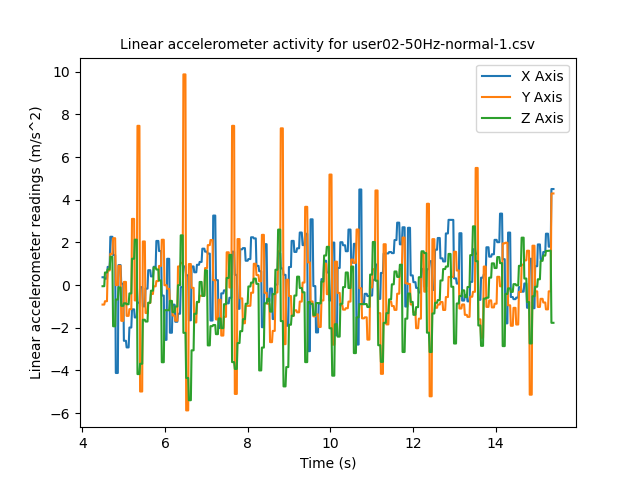 Linear accelerometer activity for user02-50Hz-normal-1.csv
Linear accelerometer readings (m/s^2)
10
8
6
4
2
0
−2
−4
−6
X Axis
Y Axis
Z Axis
4
6
8
10
12
14
Time (s)